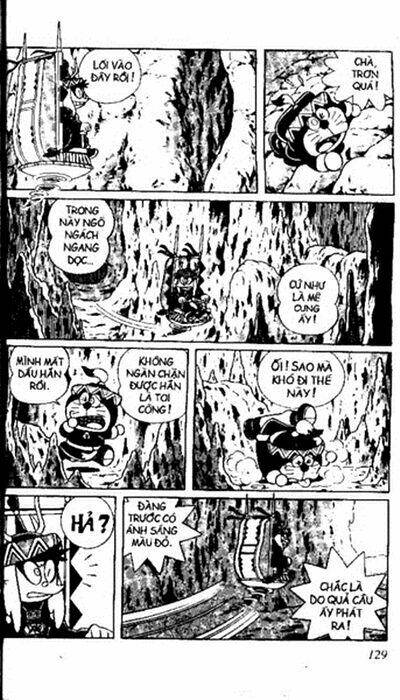 LỐI VÀO
ĐÂY RỒI!
CHÀ,
TRƠN
QUÁ!
TRONG
NÀY NGÕ
NGÁCH
NGANG
DỌC...
CỨ NHƯ
LÀ MÊ
CUNG
ẤY!
MÌNH MẤT
DẤU HẮN
RỒI.
KHÔNG
NGĂN CHẶN
ĐƯỢC HẮN
LÀ TOI
CÔNG!
ỐI! SAO MÀ
KHÓ ĐI THẾ
NÀY!
HẢ?
ĐẰNG
TRƯỚC CÓ
ÁNH SÁNG
MÀU ĐỎ.
CHẮC LÀ
DO QUẢ CẦU
ẤY PHÁT
RA!
129